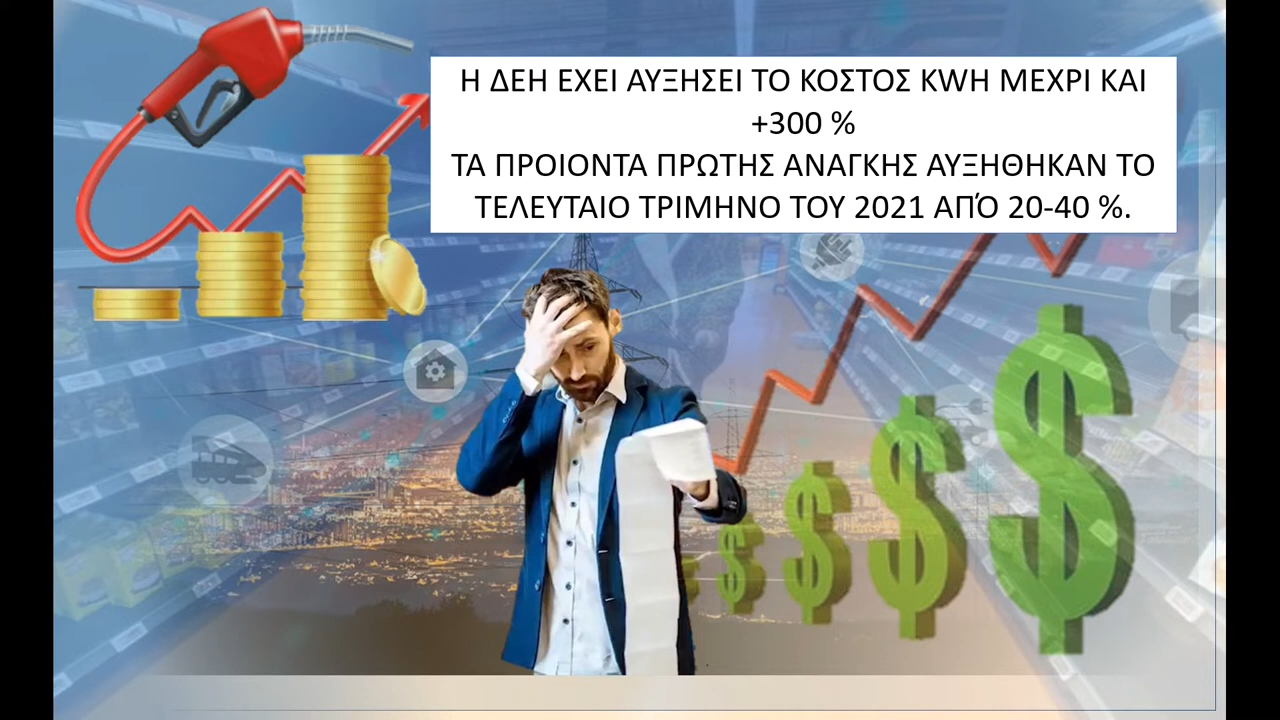 Η ΔΕΗ ΕΧΕΙ ΑΥΞΗΣΕΙ ΤΟ ΚΟΣΤΟΣ KWH ΜΕΧΡΙ ΚΑΙ
+300 %
ΤΑ ΠΡΟΙΟΝΤΑ ΠΡΩΤΗΣ ΑΝΑΓΚΗΣ ΑΥΞΗΘΗΚΑΝ ΤΟ
ΤΕΛΕΥΤΑΙΟ ΤΡΙΜΗΝΟ ΤΟΥ 2021 ΑΠΌ 20-40 %.